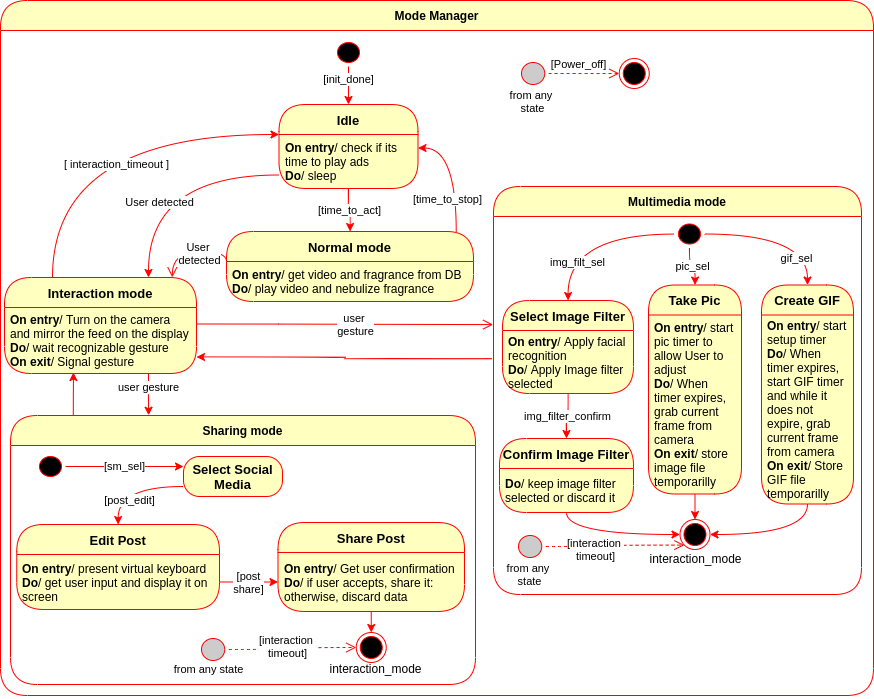 Mode Manager
[init_done]
[Power_off]
from any
state
Idle
On entry/ check if its
time to play ads
Do/ sleep
[ interaction_timeout ]
User detected
[time_to_act]
[time_to_stop]
User
detected
Normal mode
On entry/ get video and fragrance from DB
Do/ play video and nebulize fragrance
Interaction mode
On entry/ Turn on the camera
and mirror the feed on the display
Do/ wait recognizable gesture
On exit/ Signal gesture
user
gesture
user gesture
Multimedia mode
img_filt_sel
pic_sel
gif_sel
Select Image Filter
On entry/ Apply facial
recognition
Do/ Apply Image filter
selected
img_filter_confirm
Confirm Image Filter
Do/ keep image filter
selected or discard it
Take Pic
On entry/ start
pic timer to
allow User to
adjust
Do/ When
timer expires,
grab current
frame from
camera
On exit/ store
image file
temporarilly
Create GIF
On entry/ start
setup timer
Do/ When
timer expires,
start GIF timer
and while it
does not
expire, grab
current frame
from camera
On exit/ Store
GIF file
temporarilly
from any
state
[interaction
timeout]
interaction_mode
Sharing mode
[sm_sel]
Select Social
Media
[post_edit]
Edit Post
On entry/ present virtual keyboard
Do/ get user input and display it on
screen
[post
share]
Share Post
On entry/ Get user confirmation
Do/ if user accepts, share it:
otherwise, discard data
from any state
[interaction
timeout]
interaction_mode